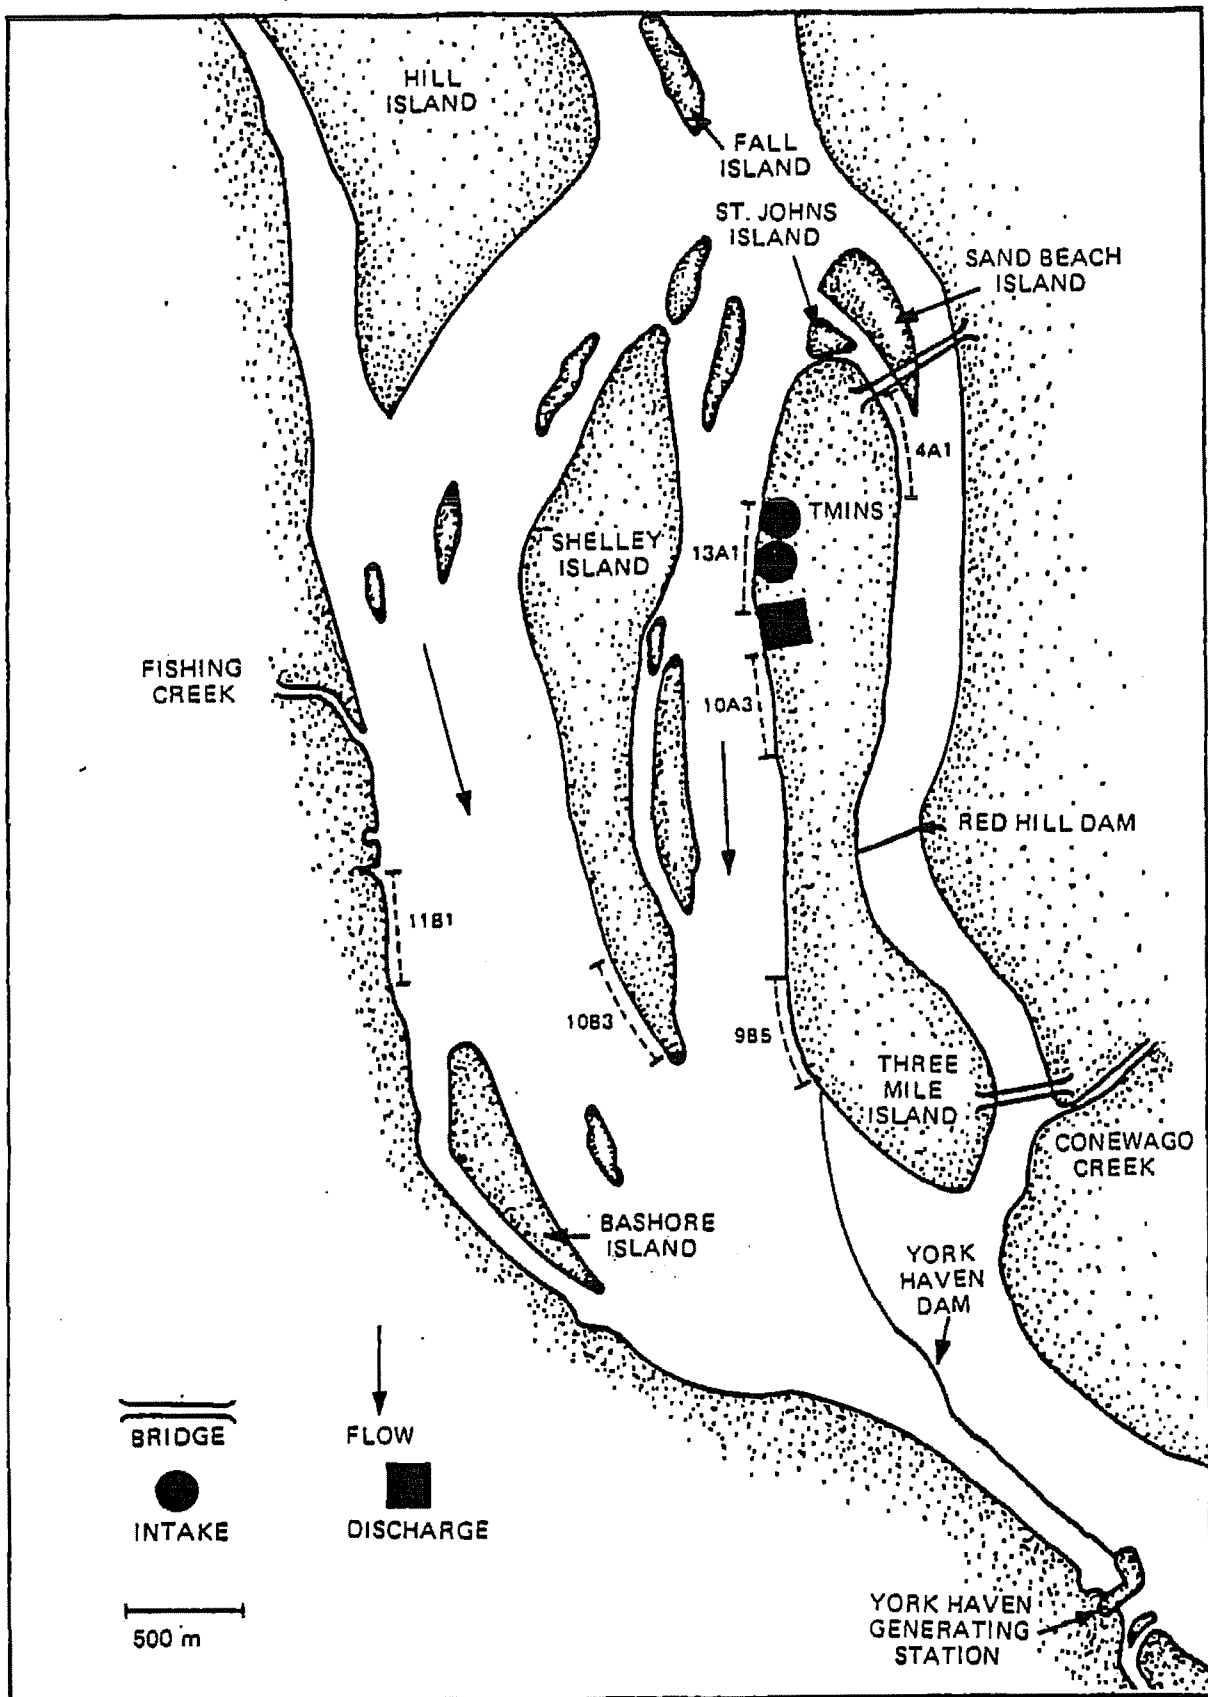 HILL
ISLAND
FALL
ISLAND
ST. JOHNS
ISLAND
SAND BEACH
ISLAND
4A1
TMINS
SHELLEY
ISLAND
13A1
FISHING
CREEK
10A3
RED HILL DAM
11B1
10B3
9B5
THREE
MILE
ISLAND
CONEWAGO
CREEK
BASHORE
ISLAND
YORK
HAVEN
DAM
BRIDGE
FLOW
INTAKE
DISCHARGE
500 m
YORK HAVEN
GENERATING
STATION